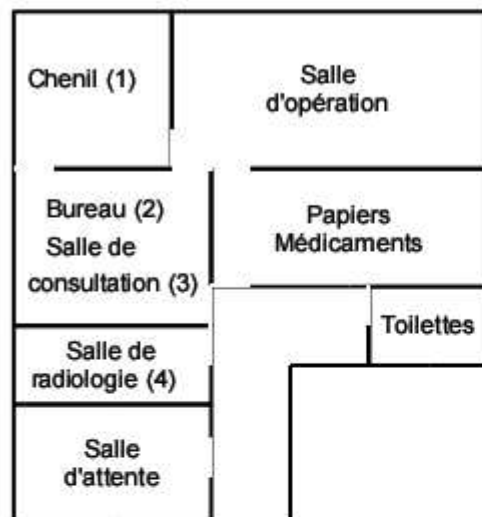 Chenil (1)
Salle
d'opération
Bureau (2)
Salle de
consultation (3)
Papiers
Médicaments
Toilettes
Salle de
radiologie (4)
Salle
d'attente